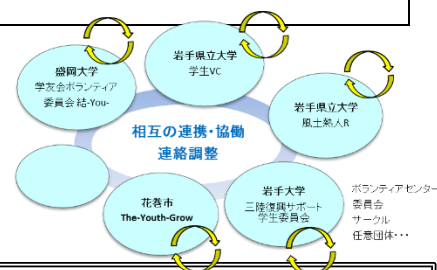 盛岡大学
学友会ボランティア
委員会 結-You-
岩手県立大学
学生VC
岩手県立大学
風土熱人R
相互の連携・協働
連絡調整
花巻市
The-Youth-Grow
岩手大学
三陸復興サポート
学生委員会
ボランティアセンター
委員会
サークル
任意団体・・・